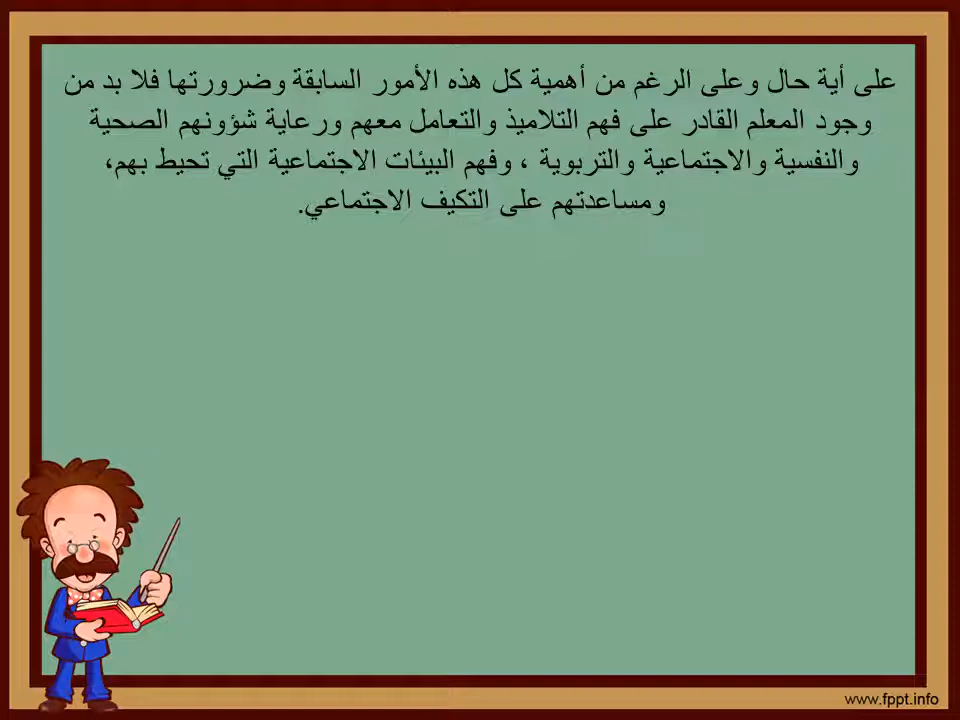 على أية حال وعلى الرغم من أهمية كل هذه الأمور السابقة وضرورتها فلا بد من
وجود المعلم القادر على فهم التلاميذ والتعامل معهم ورعاية شؤونهم الصحية
والنفسية والاجتماعية والتربوية ، وفهم البيئات الاجتماعية التي تحيط بهم،
ومساعدتهم على التكيف الاجتماعي.
www.fppt.info